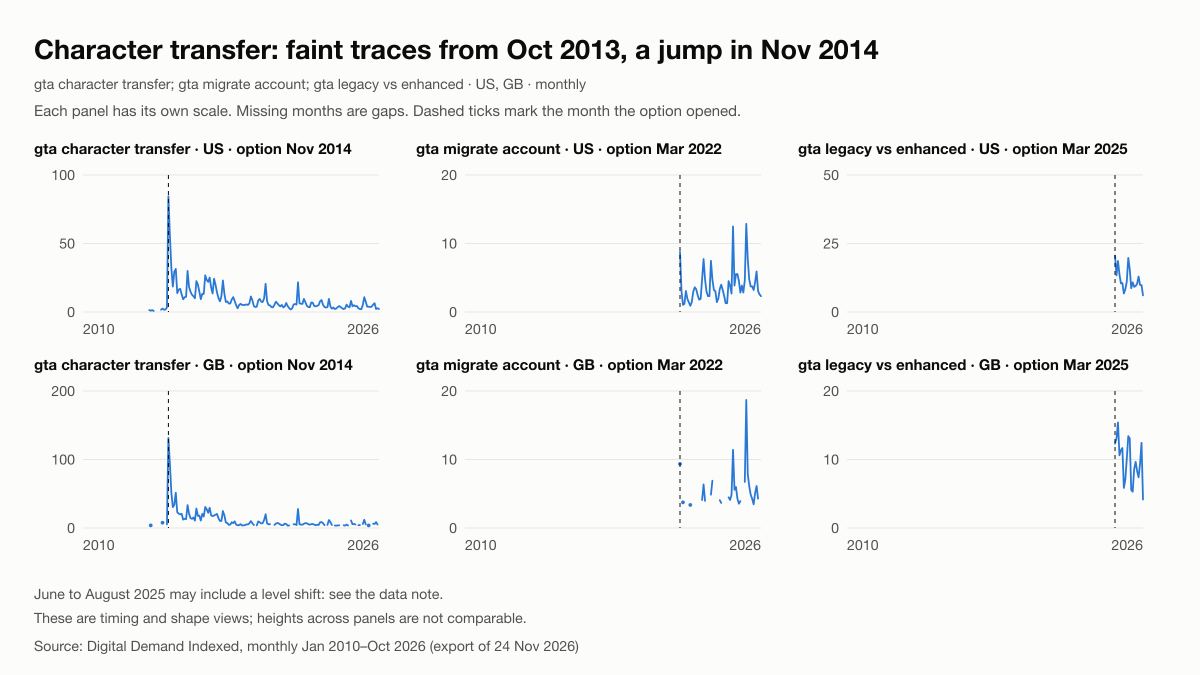 Character transfer: faint traces from Oct 2013, a jump in Nov 2014
gta character transfer; gta migrate account; gta legacy vs enhanced · US, GB · monthly
Each panel has its own scale. Missing months are gaps. Dashed ticks mark the month the option opened.
gta character transfer · US · option Nov 2014
100
50
0
2010
2026
gta migrate account · US · option Mar 2022
20
10
0
2010
2026
gta legacy vs enhanced · US · option Mar 2025
50
25
0
2010
2026
gta character transfer · GB · option Nov 2014
200
100
0
2010
2026
gta migrate account · GB · option Mar 2022
20
10
0
2010
2026
gta legacy vs enhanced · GB · option Mar 2025
20
10
0
2010
2026
June to August 2025 may include a level shift: see the data note.
These are timing and shape views; heights across panels are not comparable.
Source: Digital Demand Indexed, monthly Jan 2010–Oct 2026 (export of 24 Nov 2026)